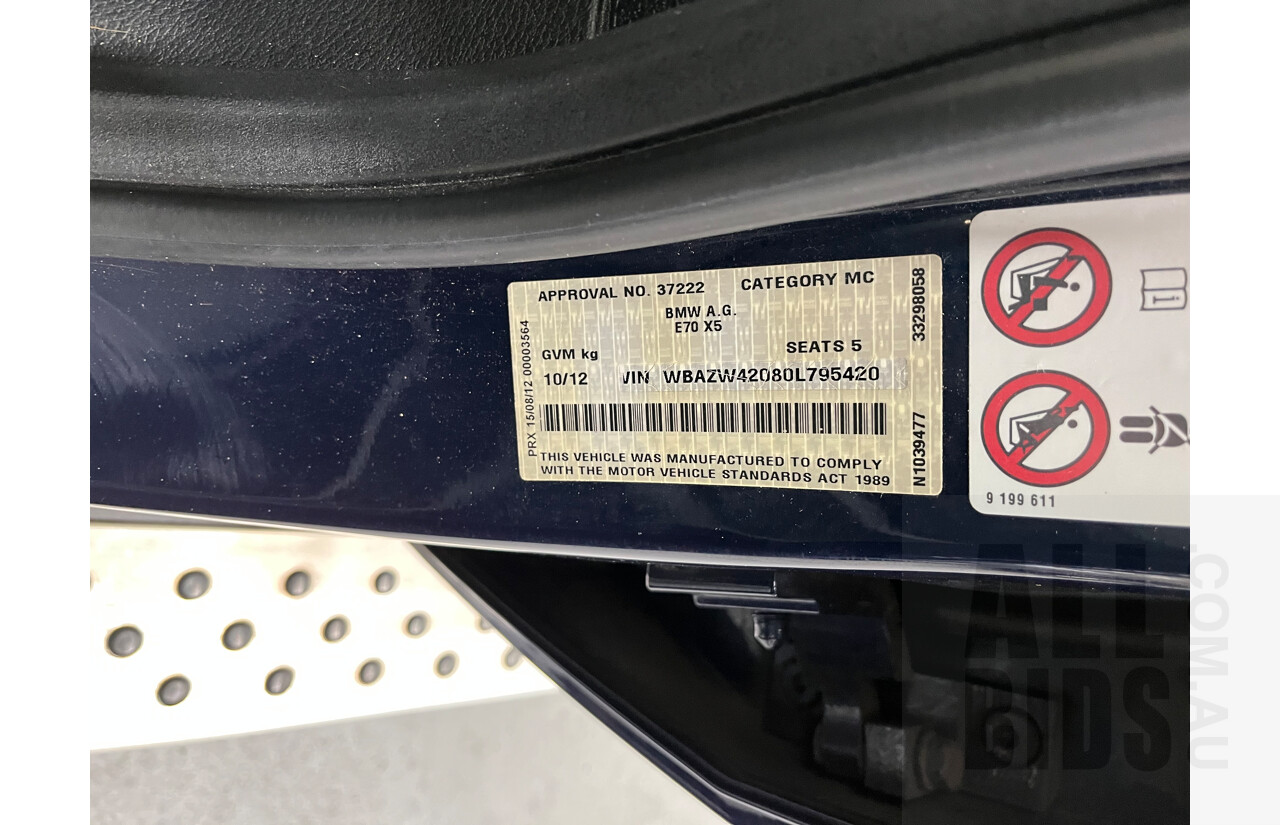 APPROVAL NO. 37222 CATEGORY MC
BMW A.G.
E70 X5
GVM kg SEATS 5
10/12 VIN WBAZW42080L795420
THIS VEHICLE WAS MANUFACTURED TO COMPLY
WITH THE MOTOR VEHICLE STANDARDS ACT 1989
PRX 15/08/12 00003564
N1039477 33298058
9 199 611
ALL
BIDS
.COM.AU